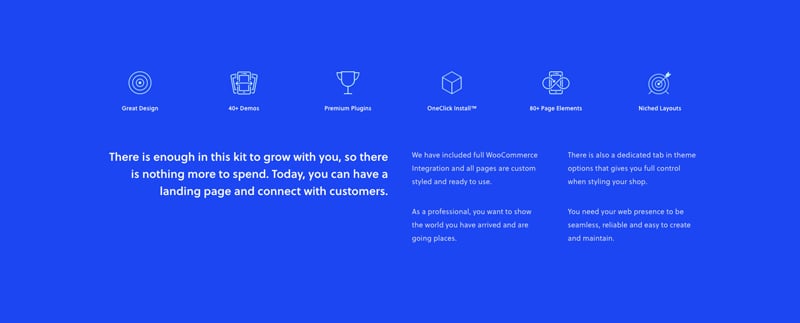 Great Design
40+ Demos
Premium Plugins
OneClick Install™
80+ Page Elements
Niched Layouts
There is enough in this kit to grow with you, so there
is nothing more to spend. Today, you can have a
landing page and connect with customers.
We have included full WooCommerce
Integration and all pages are custom
styled and ready to use.
As a professional, you want to show
the world you have arrived and are
going places.
There is also a dedicated tab in theme
options that gives you full control
when styling your shop.
You need your web presence to be
seamless, reliable and easy to create
and maintain.